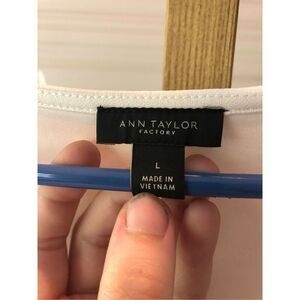 ANN TAYLOR
FACTORY
L
MADE IN
VIETNAM